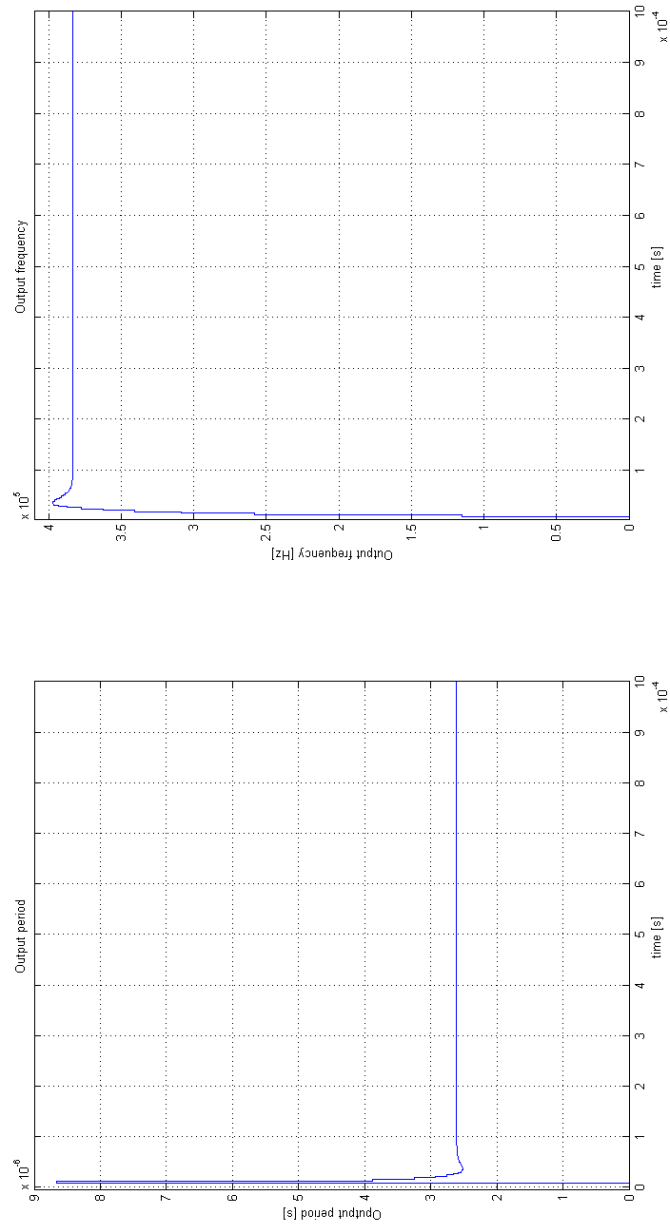 Output period
x 10^-6
9
8
7
6
5
4
3
2
1
0
Oputput period [s]
0 1 2 3 4 5 6 7 8 9 10
x 10^-4
time [s]
Output frequency
x 10^5
4
3.5
3
2.5
2
1.5
1
0.5
0
Output frequency [Hz]
1 2 3 4 5 6 7 8 9 10
x 10^-4
time [s]